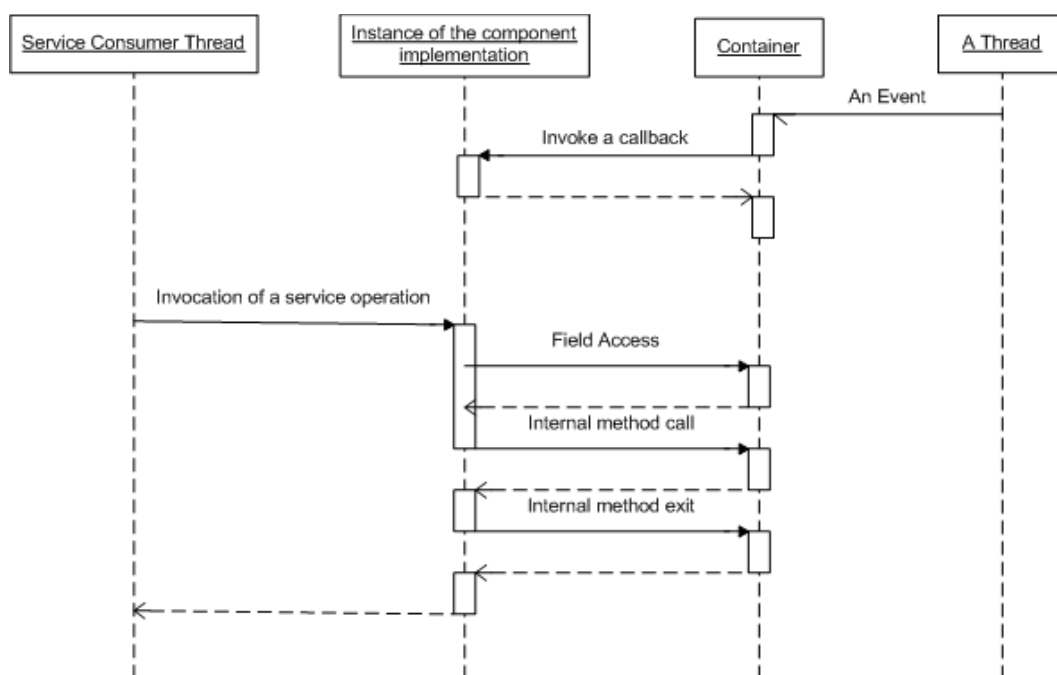 Service Consumer Thread
Instance of the component
implementation
Container
A Thread
An Event
Invoke a callback
Invocation of a service operation
Field Access
Internal method call
Internal method exit